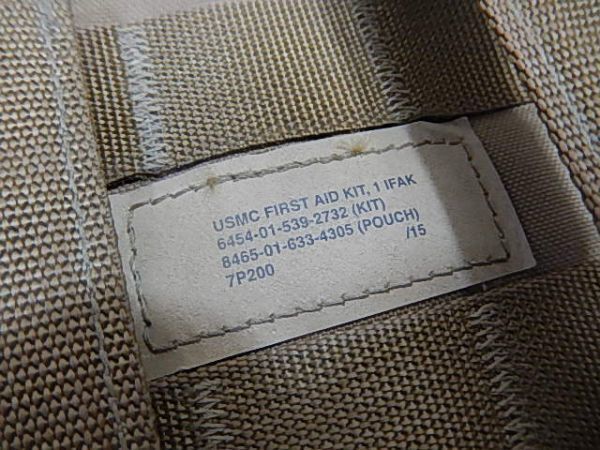 USMC FIRST AID KIT, 1 IFAK
6454-01-539-2732 (KIT)
8465-01-633-4305 (POUCH)
7P200 /15